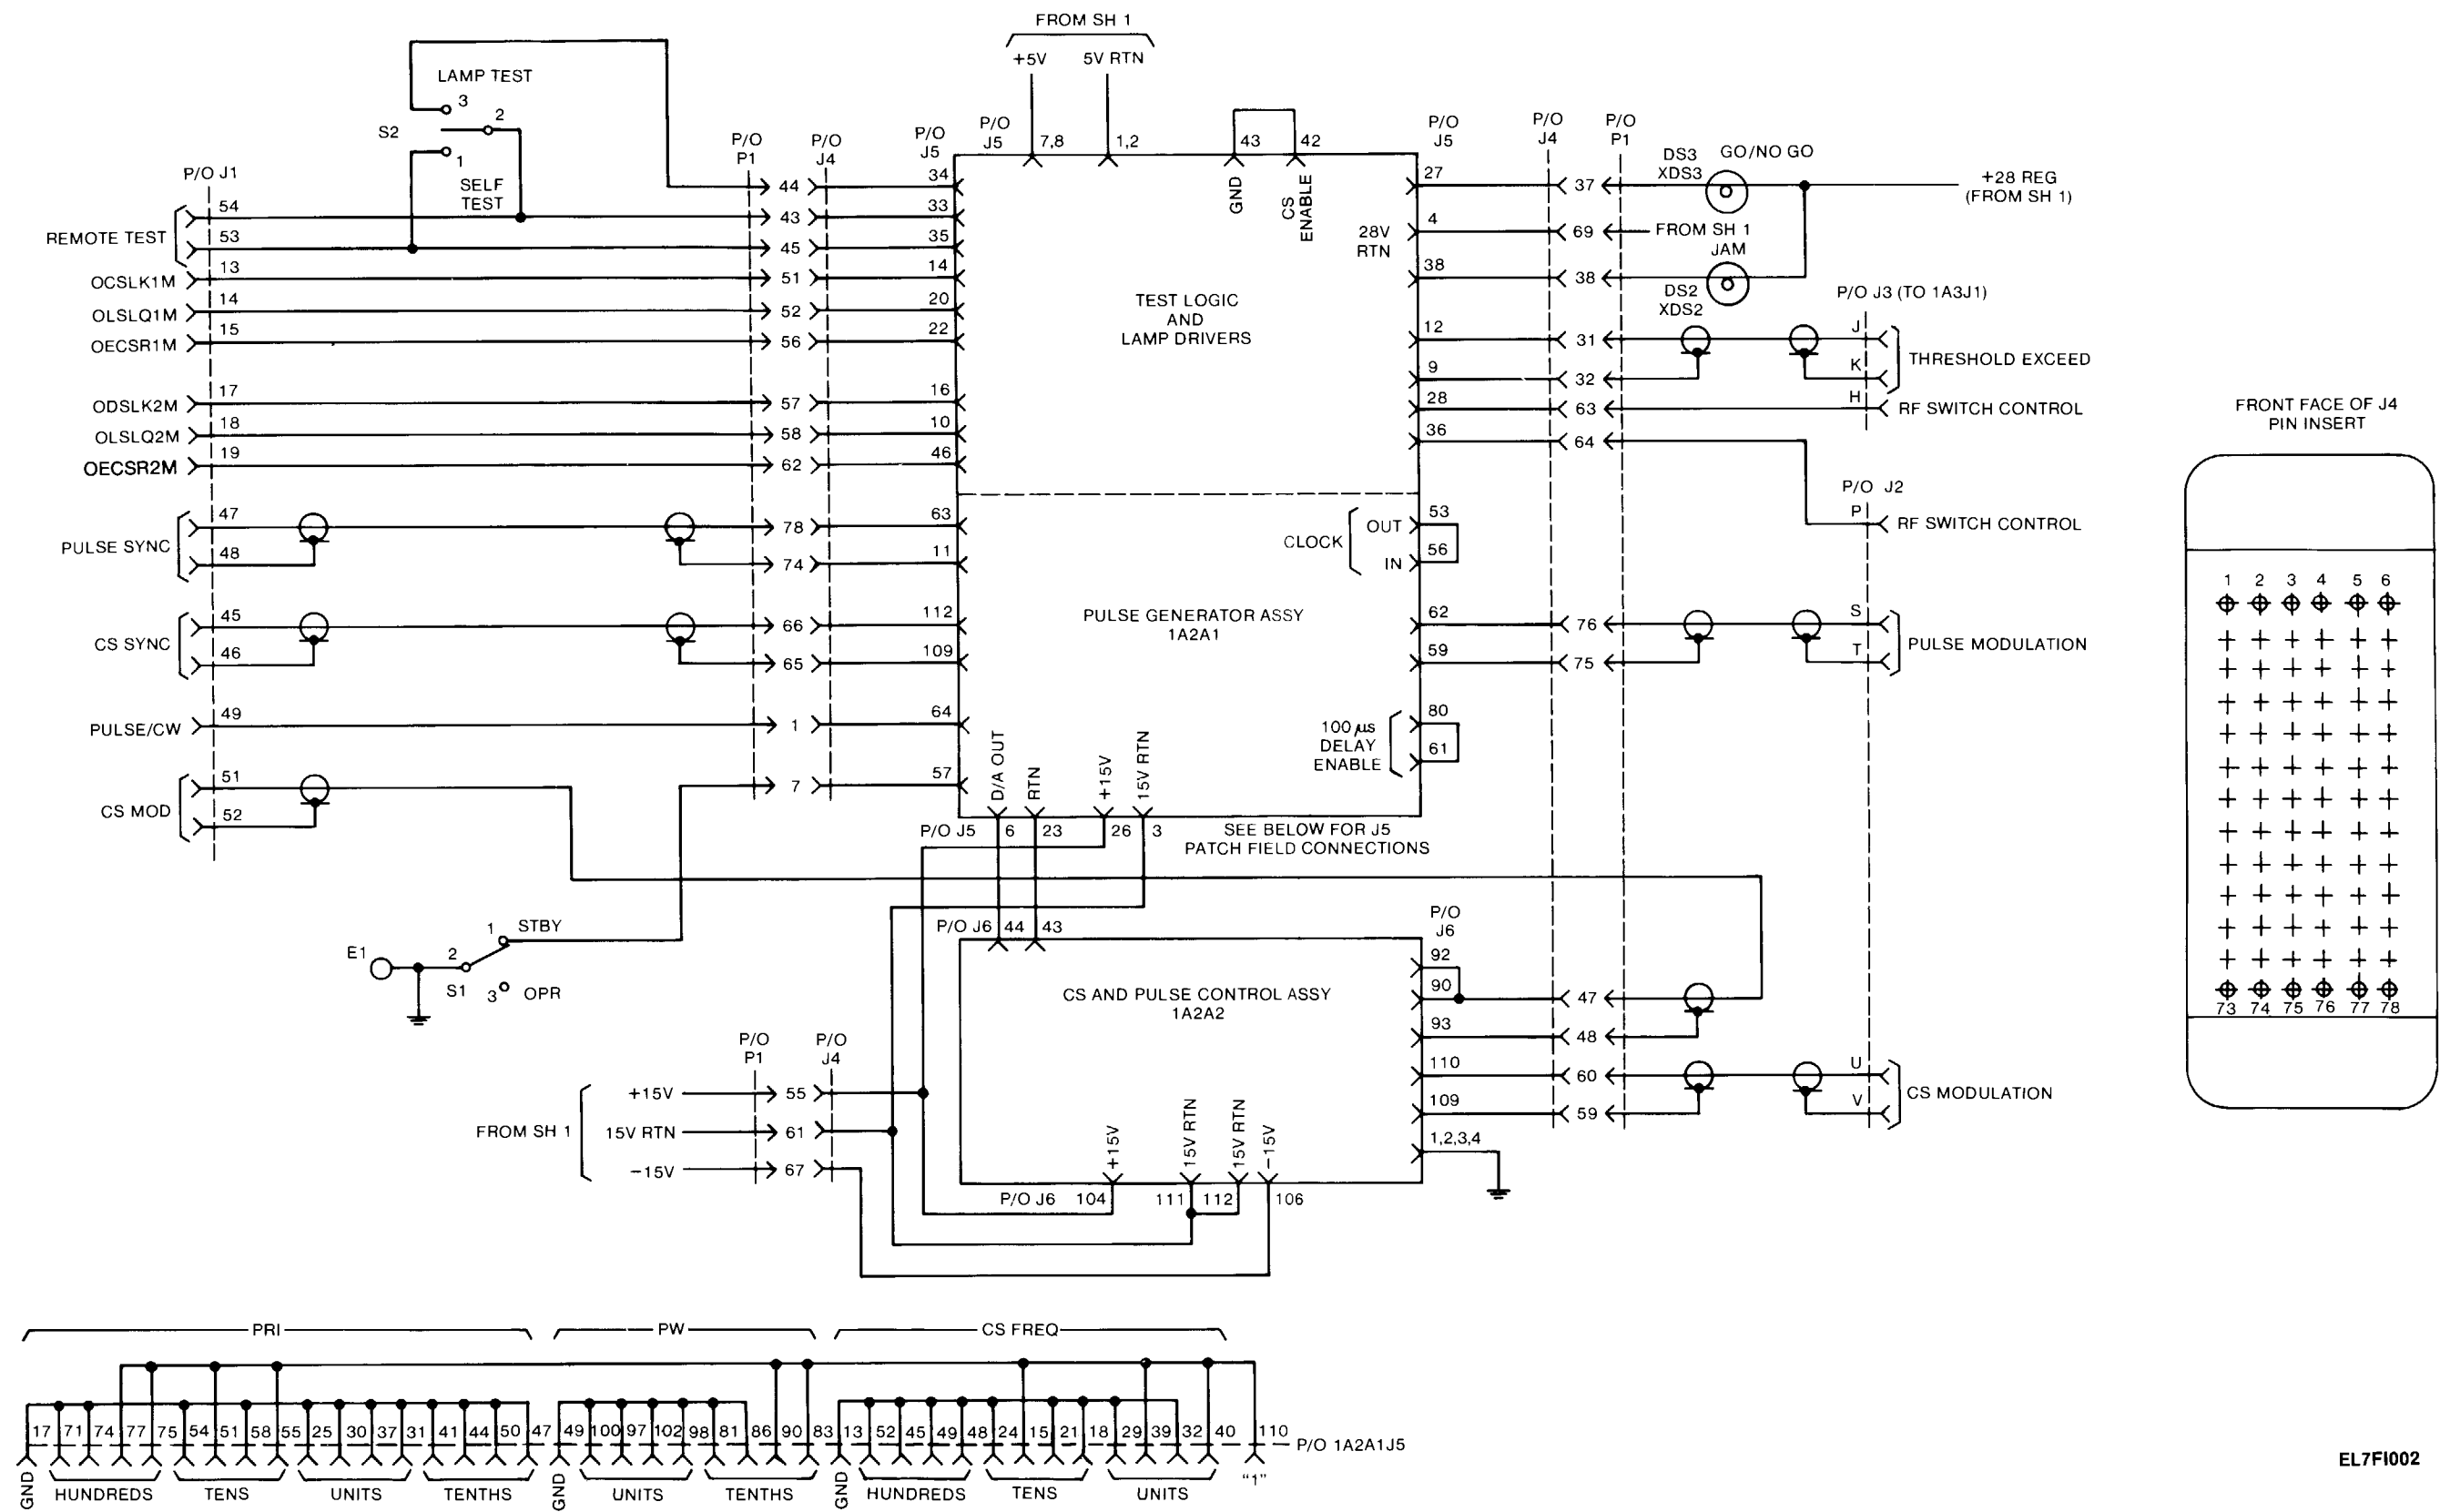 FROM SH 1
+5V 5V RTN
LAMP TEST
3
2
S2
1
SELF
TEST
P/O
P1
P/O
J4
P/O
J5
P/O
J5
7,8
1,2
43
42
GND
CS
ENABLE
P/O
J5
P/O
J4
P/O
P1
P/O J1
REMOTE TEST
54 43 33
53 45 35
44 34
OCSLK1M 13 51 14
OLSLQ1M 14 52 20
OECSR1M 15 56 22
ODSLK2M 17 57 16
OLSLQ2M 18 58 10
OECSR2M 19 62 46
PULSE SYNC
47 78 63
48 74 11
CS SYNC
45 66 112
46 65 109
PULSE/CW 49 1 64
CS MOD
51 7 57
52
TEST LOGIC
AND
LAMP DRIVERS
PULSE GENERATOR ASSY
1A2A1
27 37
DS3
XDS3
GO/NO GO
+28 REG
(FROM SH 1)
28V
RTN
4 69 FROM SH 1
JAM
38 38
DS2
XDS2
P/O J3 (TO 1A3J1)
12 31 J
9 32 K
THRESHOLD EXCEED
28 63 H RF SWITCH CONTROL
36 64
P/O J2
P RF SWITCH CONTROL
CLOCK
OUT 53
IN 56
62 76 S
59 75 T
PULSE MODULATION
100 µs
DELAY
ENABLE
80
61
D/A OUT
RTN
+15V
15V RTN
P/O J5 6 23 26 3
SEE BELOW FOR J5
PATCH FIELD CONNECTIONS
E1
2
1
STBY
S1
3
OPR
P/O J6 44 43
P/O
J6
CS AND PULSE CONTROL ASSY
1A2A2
92
90 47
93 48
110 60 U
109 59 V
CS MODULATION
1,2,3,4
P/O
P1
P/O
J4
FROM SH 1
+15V 55
15V RTN 61
−15V 67
+15V
15V RTN
15V RTN
−15V
P/O J6 104 111 112 106
FRONT FACE OF J4
PIN INSERT
1 2 3 4 5 6
73 74 75 76 77 78
PRI PW CS FREQ
17 71 74 77 75 54 51 58 55 25 30 37 31 41 44 50 47 49 100 97 102 98 81 86 90 83 13 52 45 49 48 24 15 21 18 29 39 32 40 110 P/O 1A2A1J5
GND HUNDREDS TENS UNITS TENTHS GND UNITS TENTHS GND HUNDREDS TENS UNITS "1"
EL7FI002